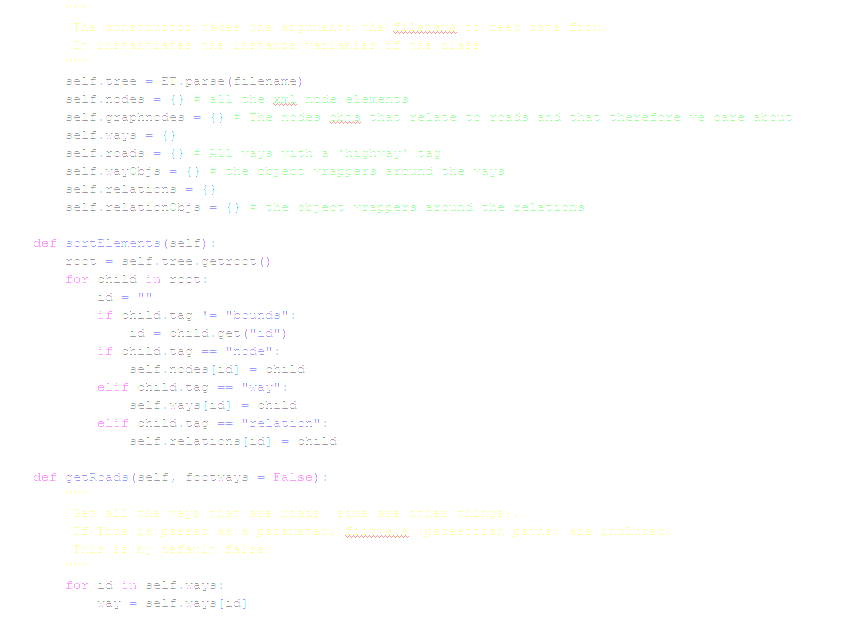 """
The constructor takes one argument: the filename to read data from.
It instantiates the instance variables of the class.
"""
self.tree = ET.parse(filename)
self.nodes = {} # all the xml node elements
self.graphnodes = {} # The nodes that relate to roads and that therefore we care about
self.ways = {}
self.roads = {} # All ways with a 'highway' tag
self.wayObjs = {} # the object wrappers around the ways
self.relations = {}
self.relationObjs = {} # the object wrappers around the relations
def sortElements(self):
root = self.tree.getroot()
for child in root:
id = ""
if child.tag != "bounds":
id = child.get("id")
if child.tag == "node":
self.nodes[id] = child
elif child.tag == "way":
self.ways[id] = child
elif child.tag == "relation":
self.relations[id] = child
def getRoads(self, footways = False):
"""
Get all the ways that are roads some are other things.
If True is passed as a parameter, pedestrian paths are included.
This is by default false.
"""
for id in self.ways:
way = self.ways[id]